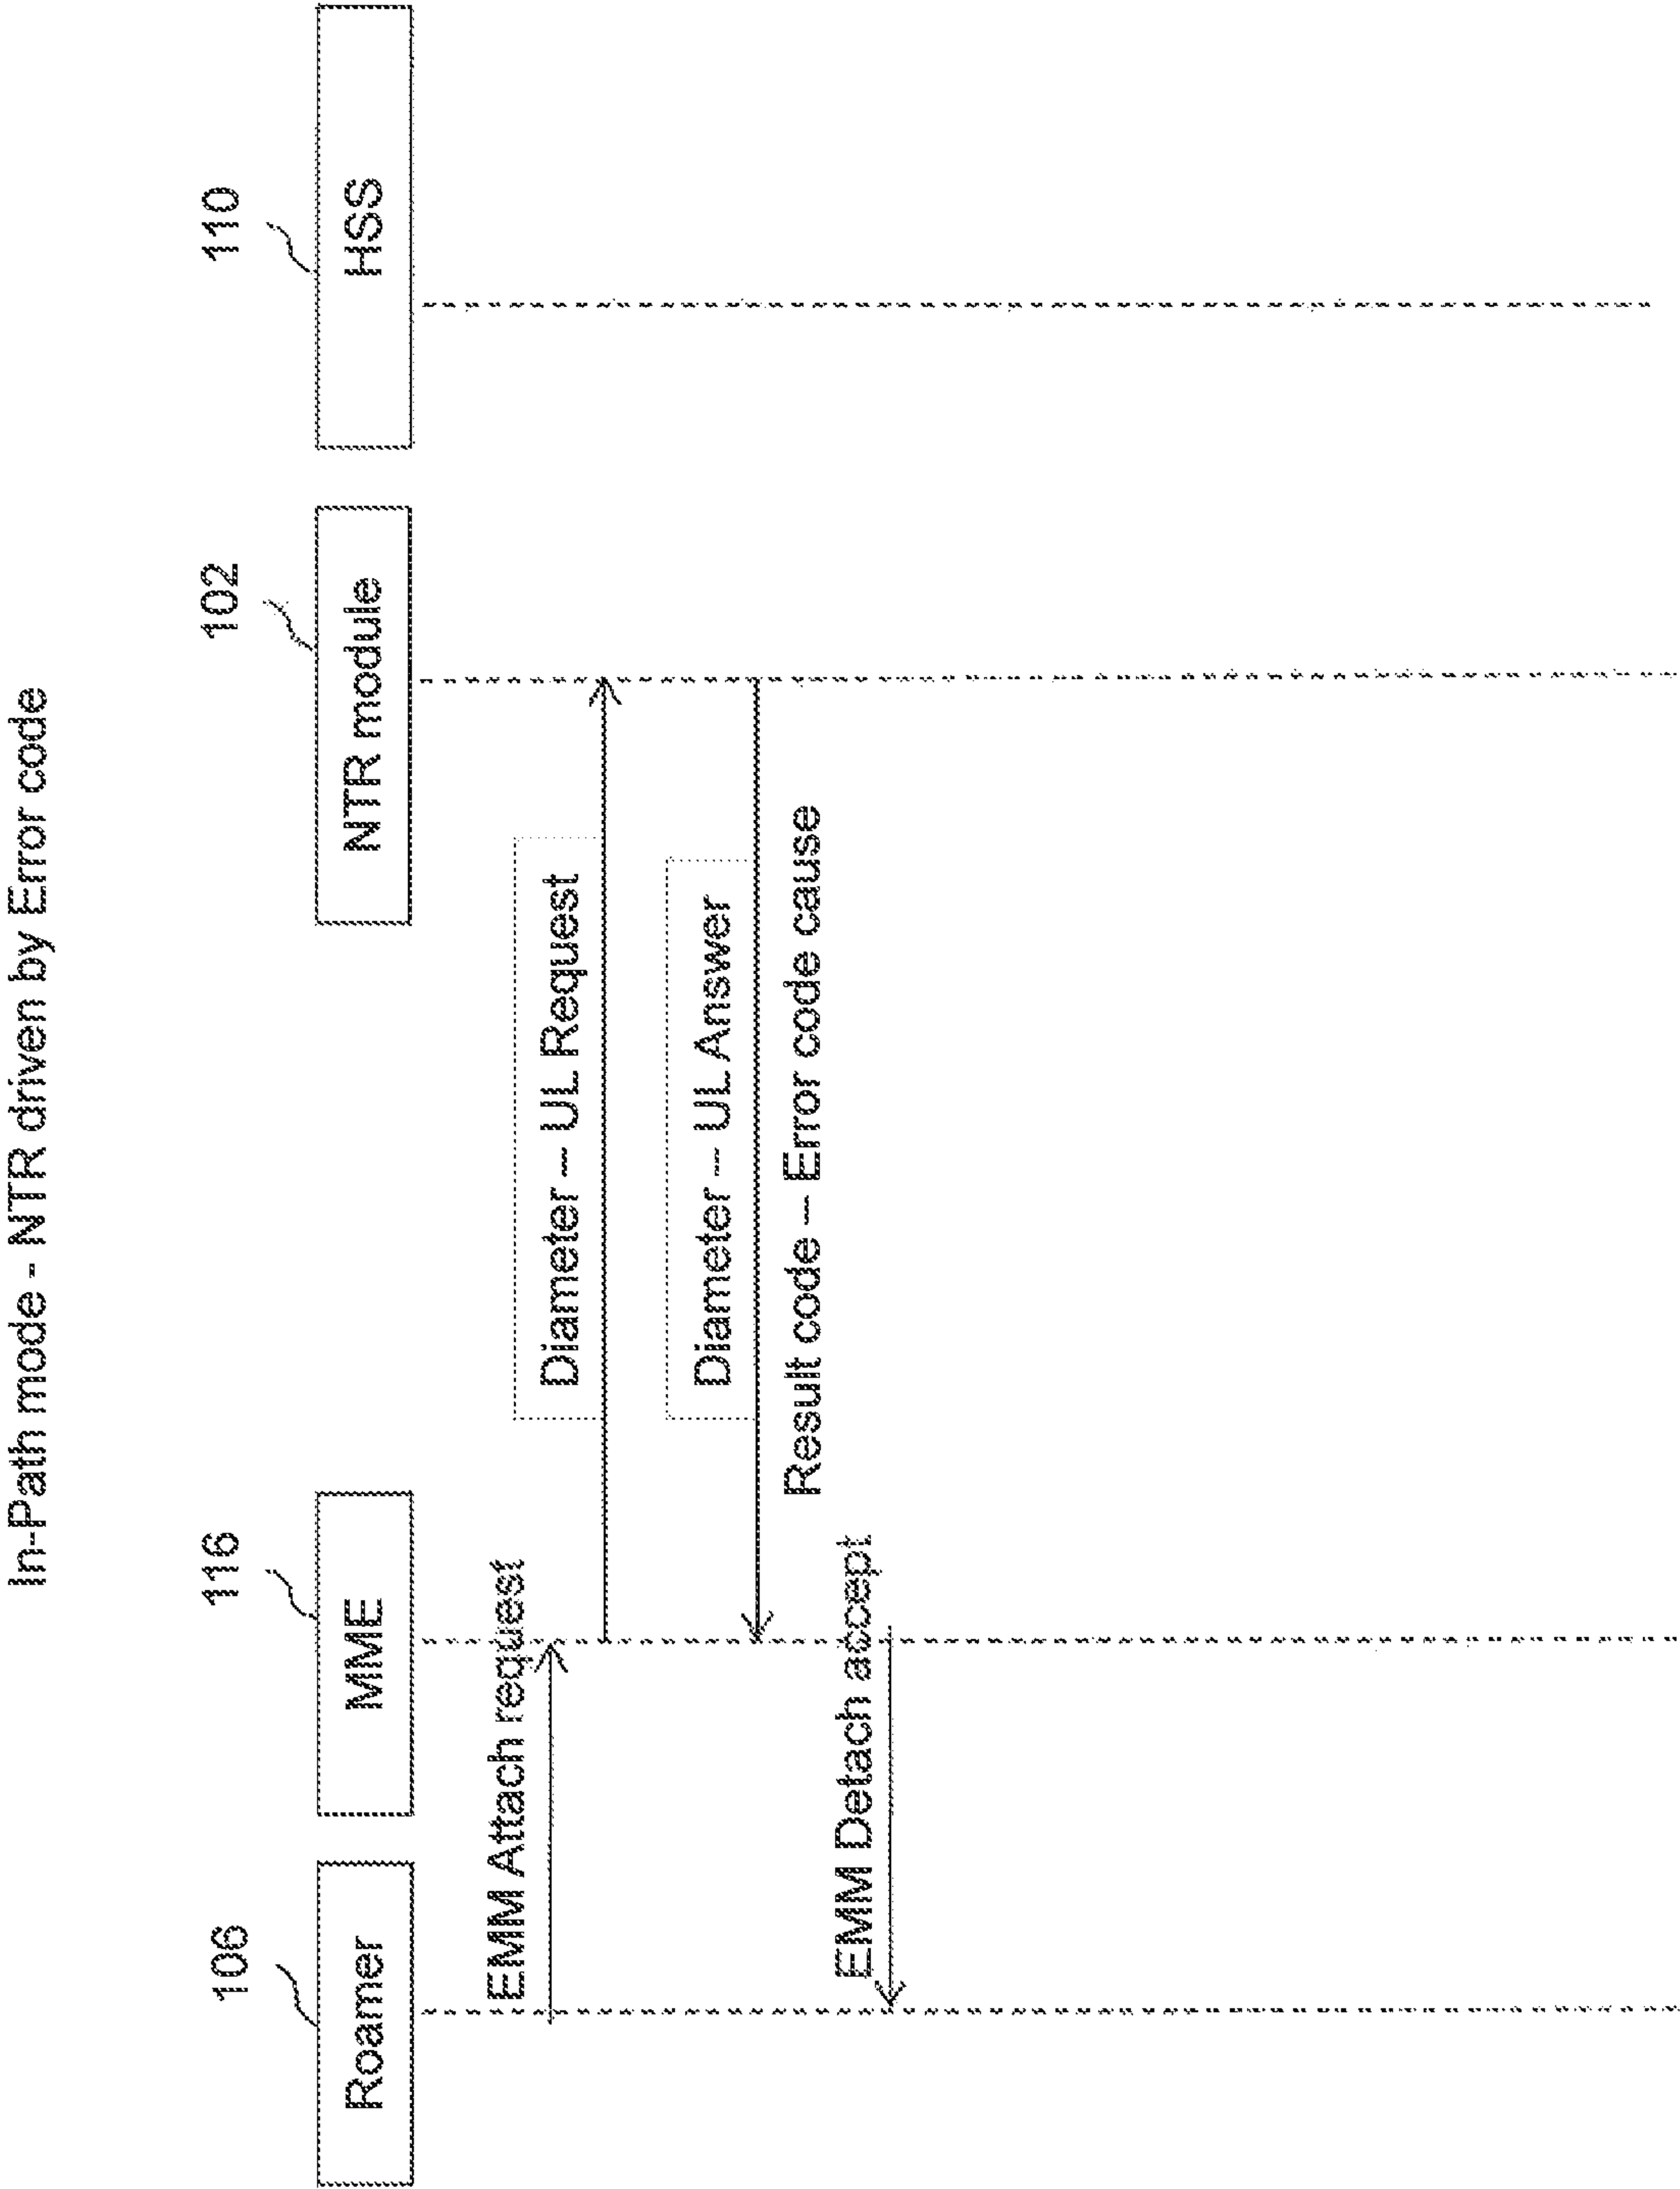 In-Path mode - NTR driven by Error code
106
116
102
110
Roamer
MME
NTR module
HSS
EMM Attach request
Diameter – UL Request
Diameter – UL Answer
Result code – Error code cause
EMM Detach accept